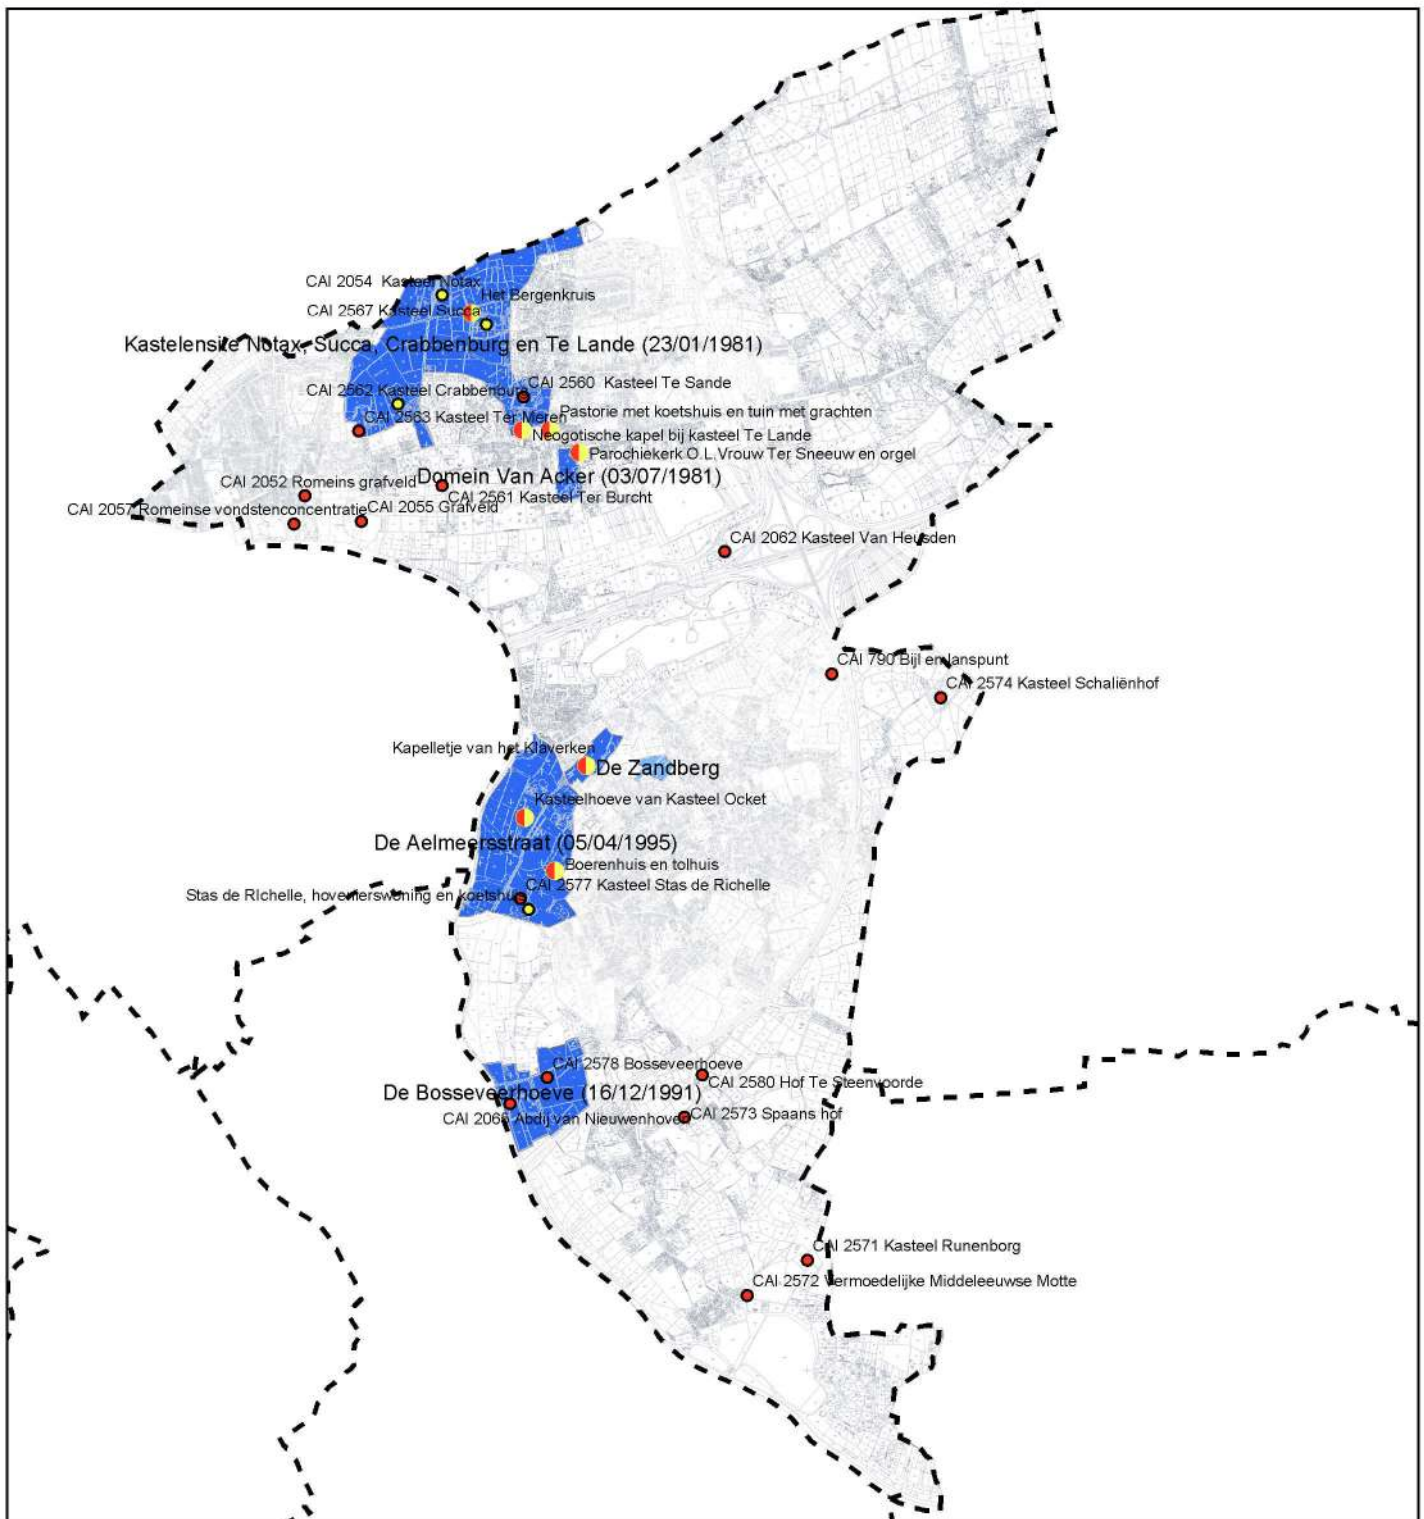 CAI 2054 Kasteel Notax
Het Bergenkruis
CAI 2567 Kasteel Succa
Kastelensite Notax, Succa, Crabbenburg en Te Lande (23/01/1981)
CAI 2560 Kasteel Te Sande
CAI 2562 Kasteel Crabbenburg
Pastorie met koetshuis en tuin met grachten
CAI 2563 Kasteel Ter Meren
Neogotische kapel bij kasteel Te Lande
Parochiekerk O.L.Vrouw Ter Sneeuw en orgel
Domein Van Acker (03/07/1981)
CAI 2052 Romeins grafveld
CAI 2561 Kasteel Ter Burcht
CAI 2057 Romeinse vondstenconcentratie
CAI 2055 Grafveld
CAI 2062 Kasteel Van Heusden
CAI 790 Bijl en lanspunt
CAI 2574 Kasteel Schaliënhof
Kapelletje van het Klaverken
De Zandberg
Kasteelhoeve van Kasteel Ocket
De Aelmeersstraat (05/04/1995)
Boerenhuis en tolhuis
CAI 2577 Kasteel Stas de Richelle
Stas de RIchelle, hovenierswoning en koetshuis
CAI 2578 Bosseveerhoeve
CAI 2580 Hof Te Steenvoorde
De Bosseveerhoeve (16/12/1991)
CAI 2573 Spaans hof
CAI 2065 Abdij van Nieuwenhove
CAI 2571 Kasteel Runenborg
CAI 2572 Vermoedelijke Middeleeuwse Motte